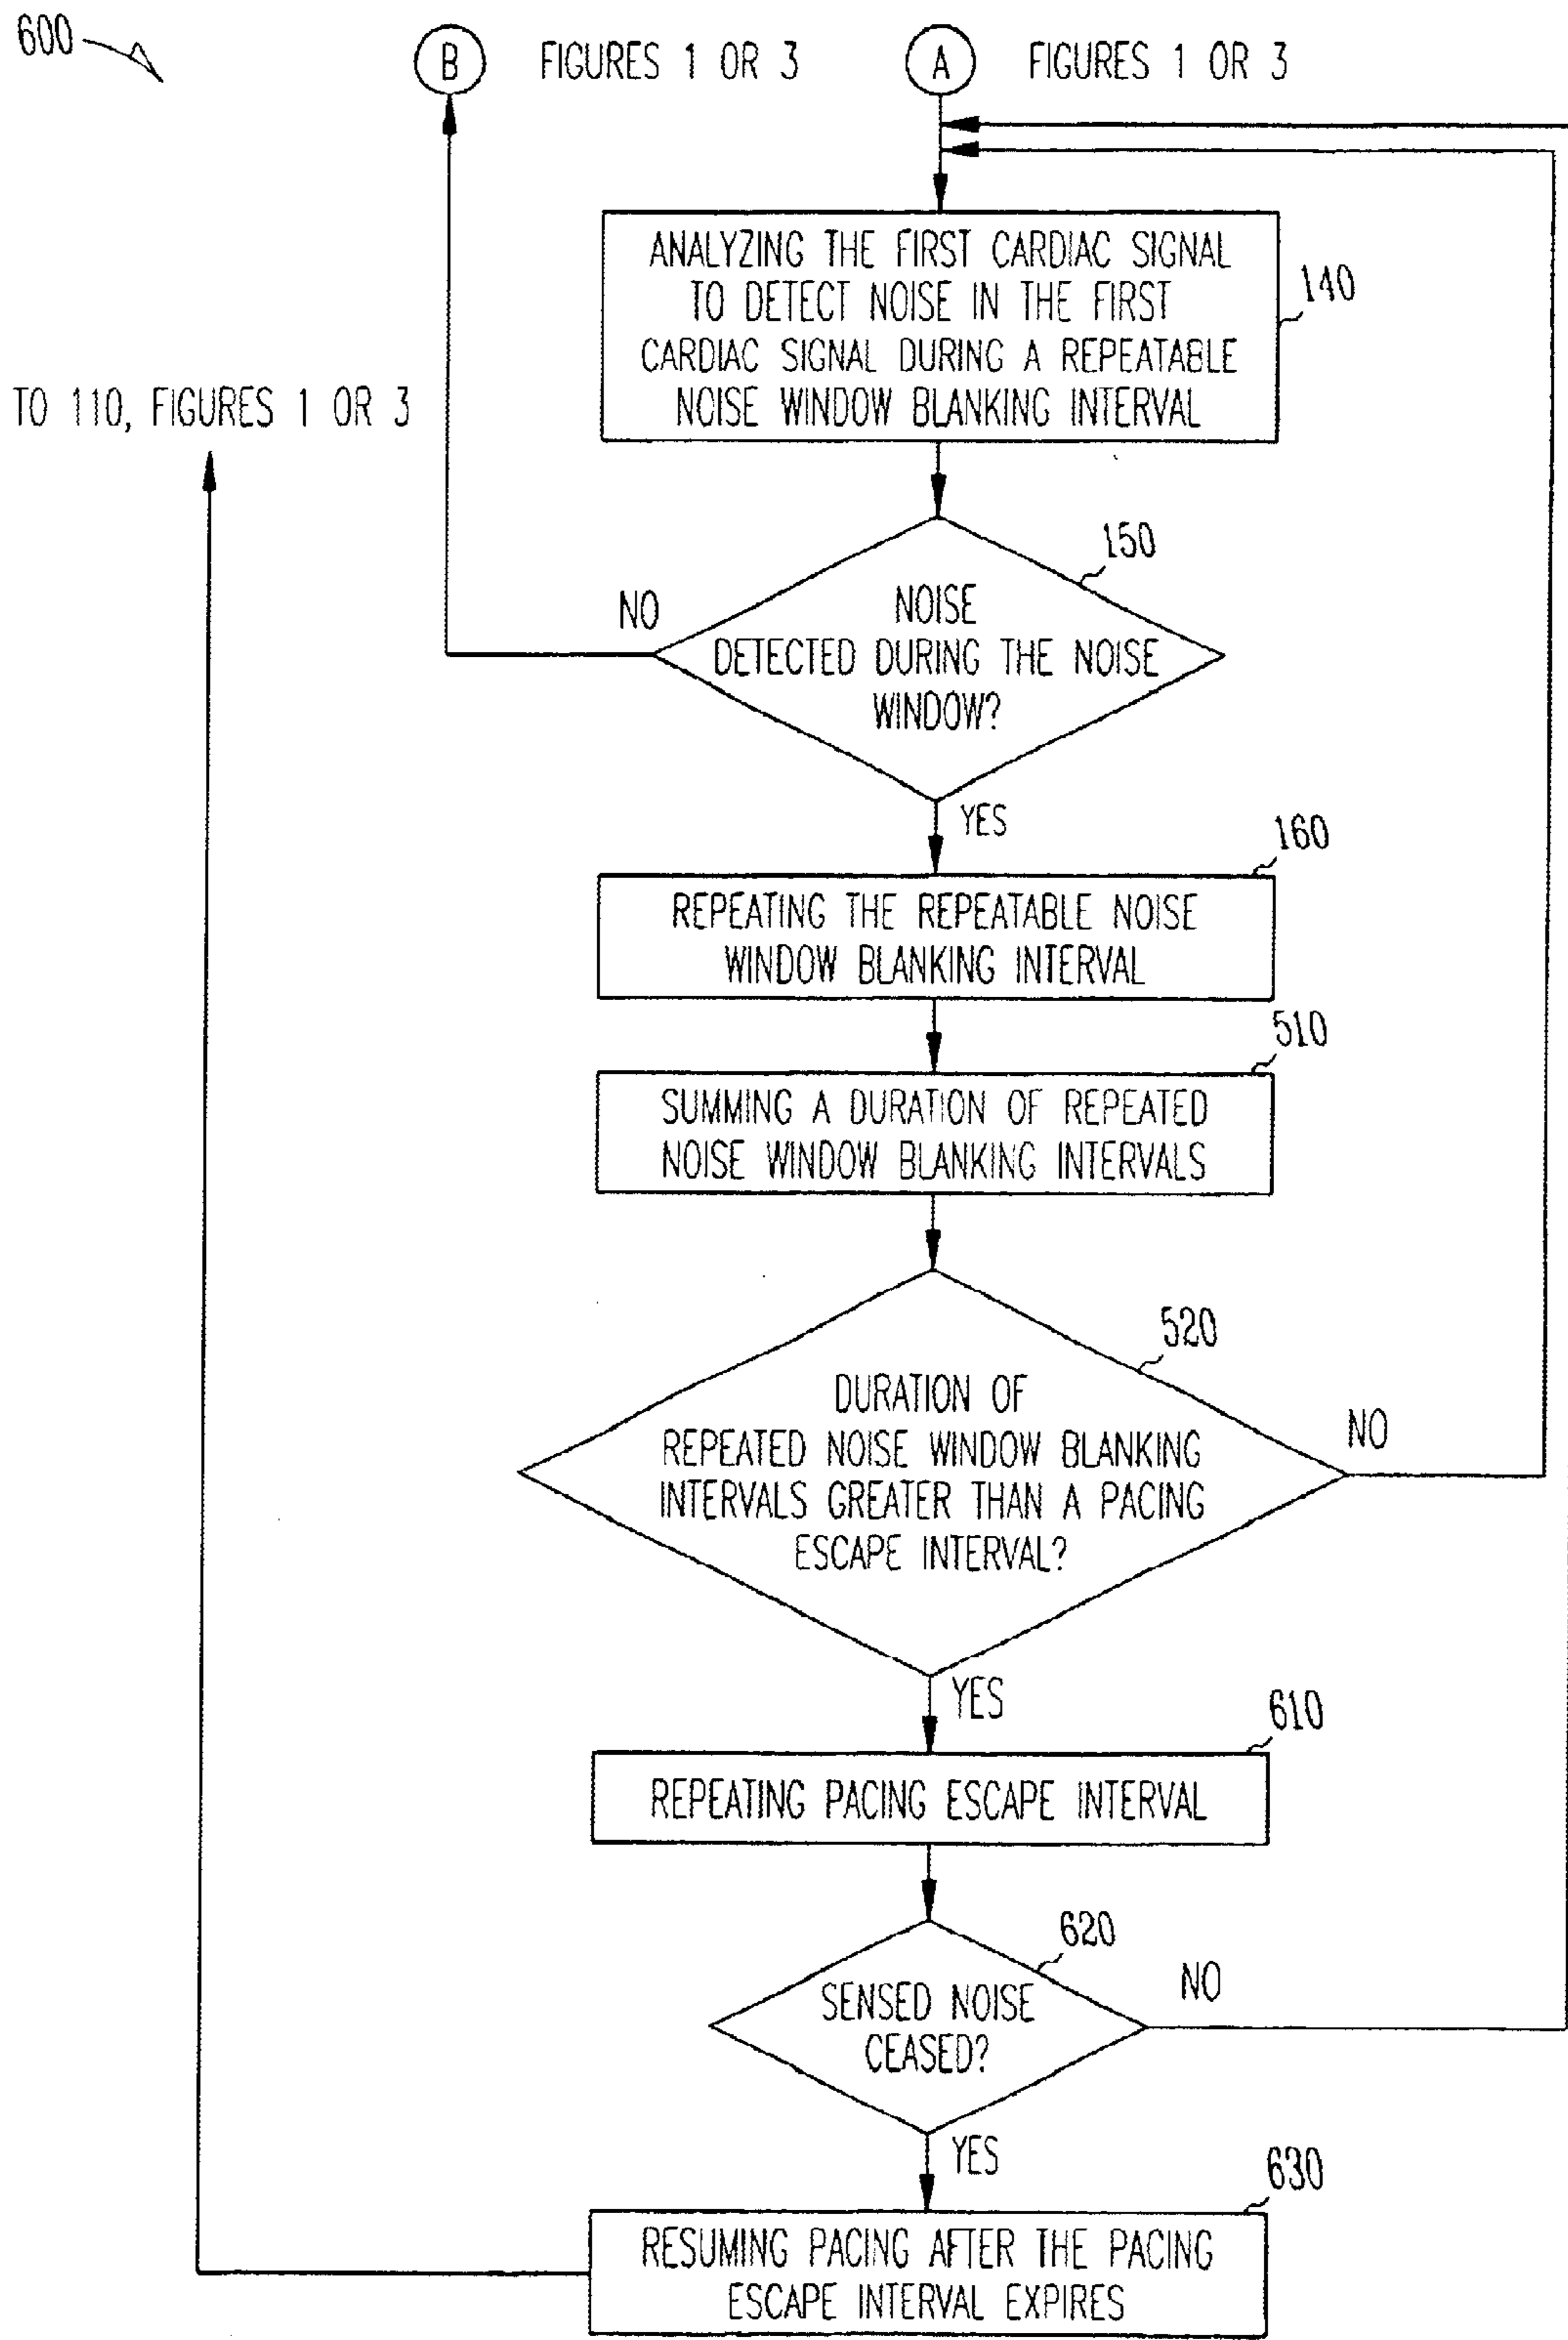 600
B FIGURES 1 OR 3
A FIGURES 1 OR 3
ANALYZING THE FIRST CARDIAC SIGNAL
TO DETECT NOISE IN THE FIRST
CARDIAC SIGNAL DURING A REPEATABLE
NOISE WINDOW BLANKING INTERVAL
140
TO 110, FIGURES 1 OR 3
150
NO
NOISE
DETECTED DURING THE NOISE
WINDOW?
YES
160
REPEATING THE REPEATABLE NOISE
WINDOW BLANKING INTERVAL
510
SUMMING A DURATION OF REPEATED
NOISE WINDOW BLANKING INTERVALS
520
DURATION OF
REPEATED NOISE WINDOW BLANKING
INTERVALS GREATER THAN A PACING
ESCAPE INTERVAL?
NO
YES
610
REPEATING PACING ESCAPE INTERVAL
620
SENSED NOISE
CEASED?
NO
YES
630
RESUMING PACING AFTER THE PACING
ESCAPE INTERVAL EXPIRES